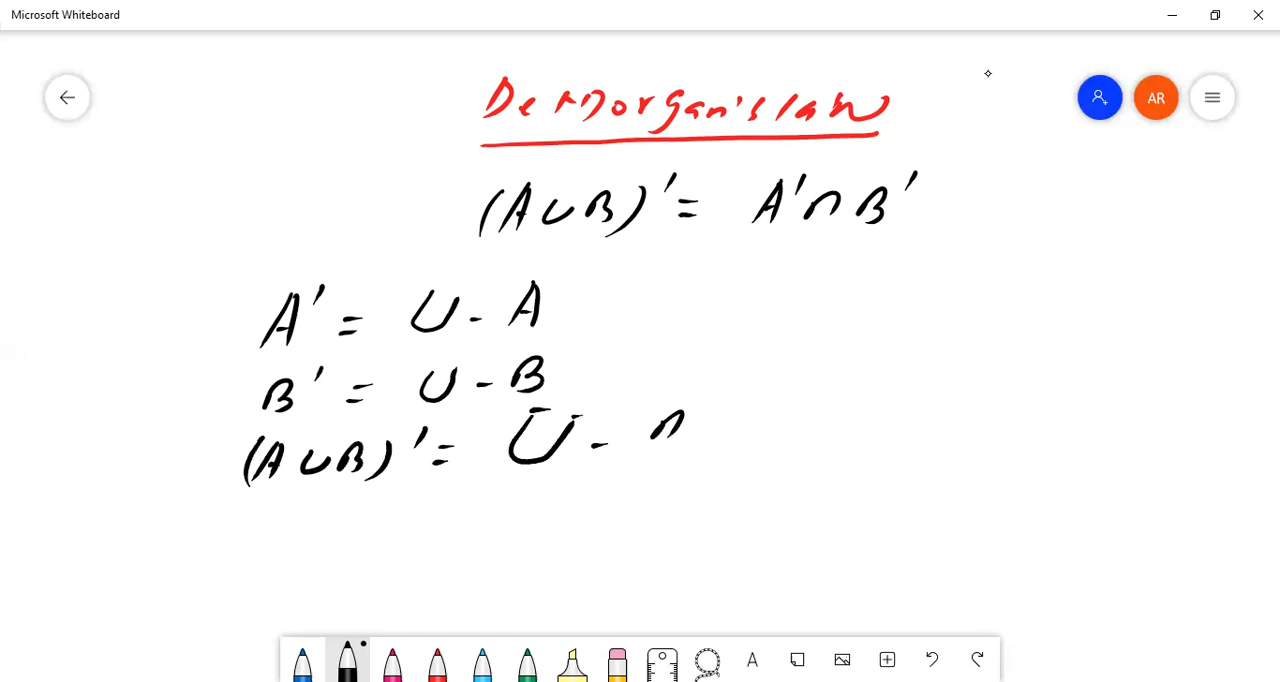 Microsoft Whiteboard
AR
De Morgan's law
(A∪B)' = A'∩B'
A' = U - A
B' = U - B
(A∪B)' = U -
A